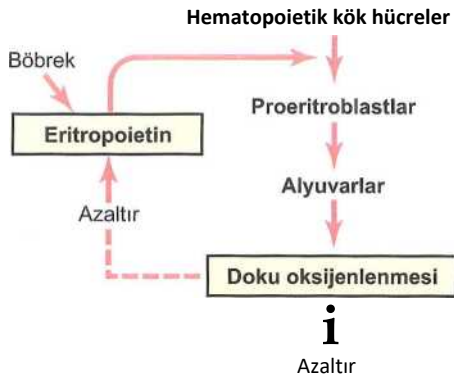 Hematopoietik kök hücreler
Böbrek
Proeritroblastlar
Eritropoietin
Alyuvarlar
Azaltır
Doku oksijenlenmesi
i
Azaltır